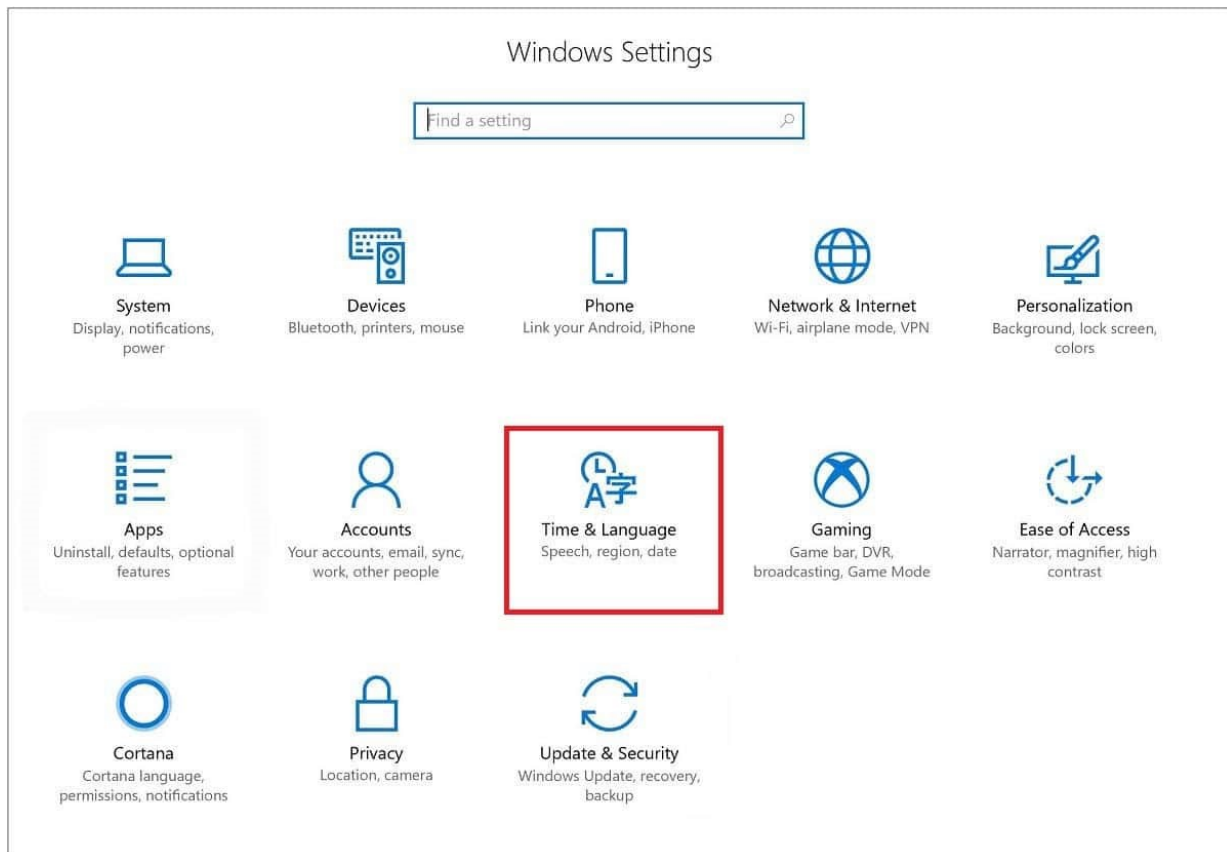 Windows Settings
Find a setting
System
Display, notifications,
power
Devices
Bluetooth, printers, mouse
Phone
Link your Android, iPhone
Network & Internet
Wi-Fi, airplane mode, VPN
Personalization
Background, lock screen,
colors
Apps
Uninstall, defaults, optional
features
Accounts
Your accounts, email, sync,
work, other people
A字
Time & Language
Speech, region, date
Gaming
Game bar, DVR,
broadcasting, Game Mode
Ease of Access
Narrator, magnifier, high
contrast
Cortana
Cortana language,
permissions, notifications
Privacy
Location, camera
Update & Security
Windows Update, recovery,
backup